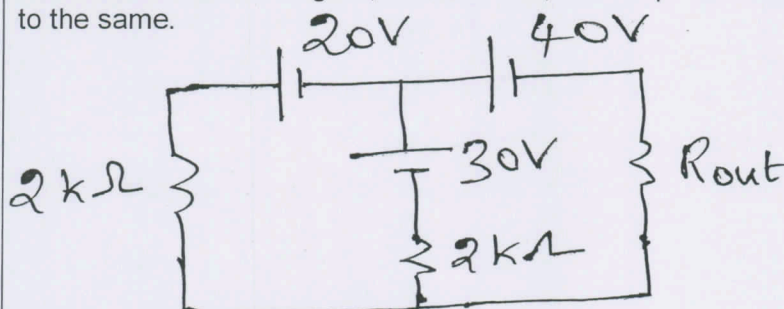 to the same.
20V 40V
2kΩ 30V Rout
2kΩ